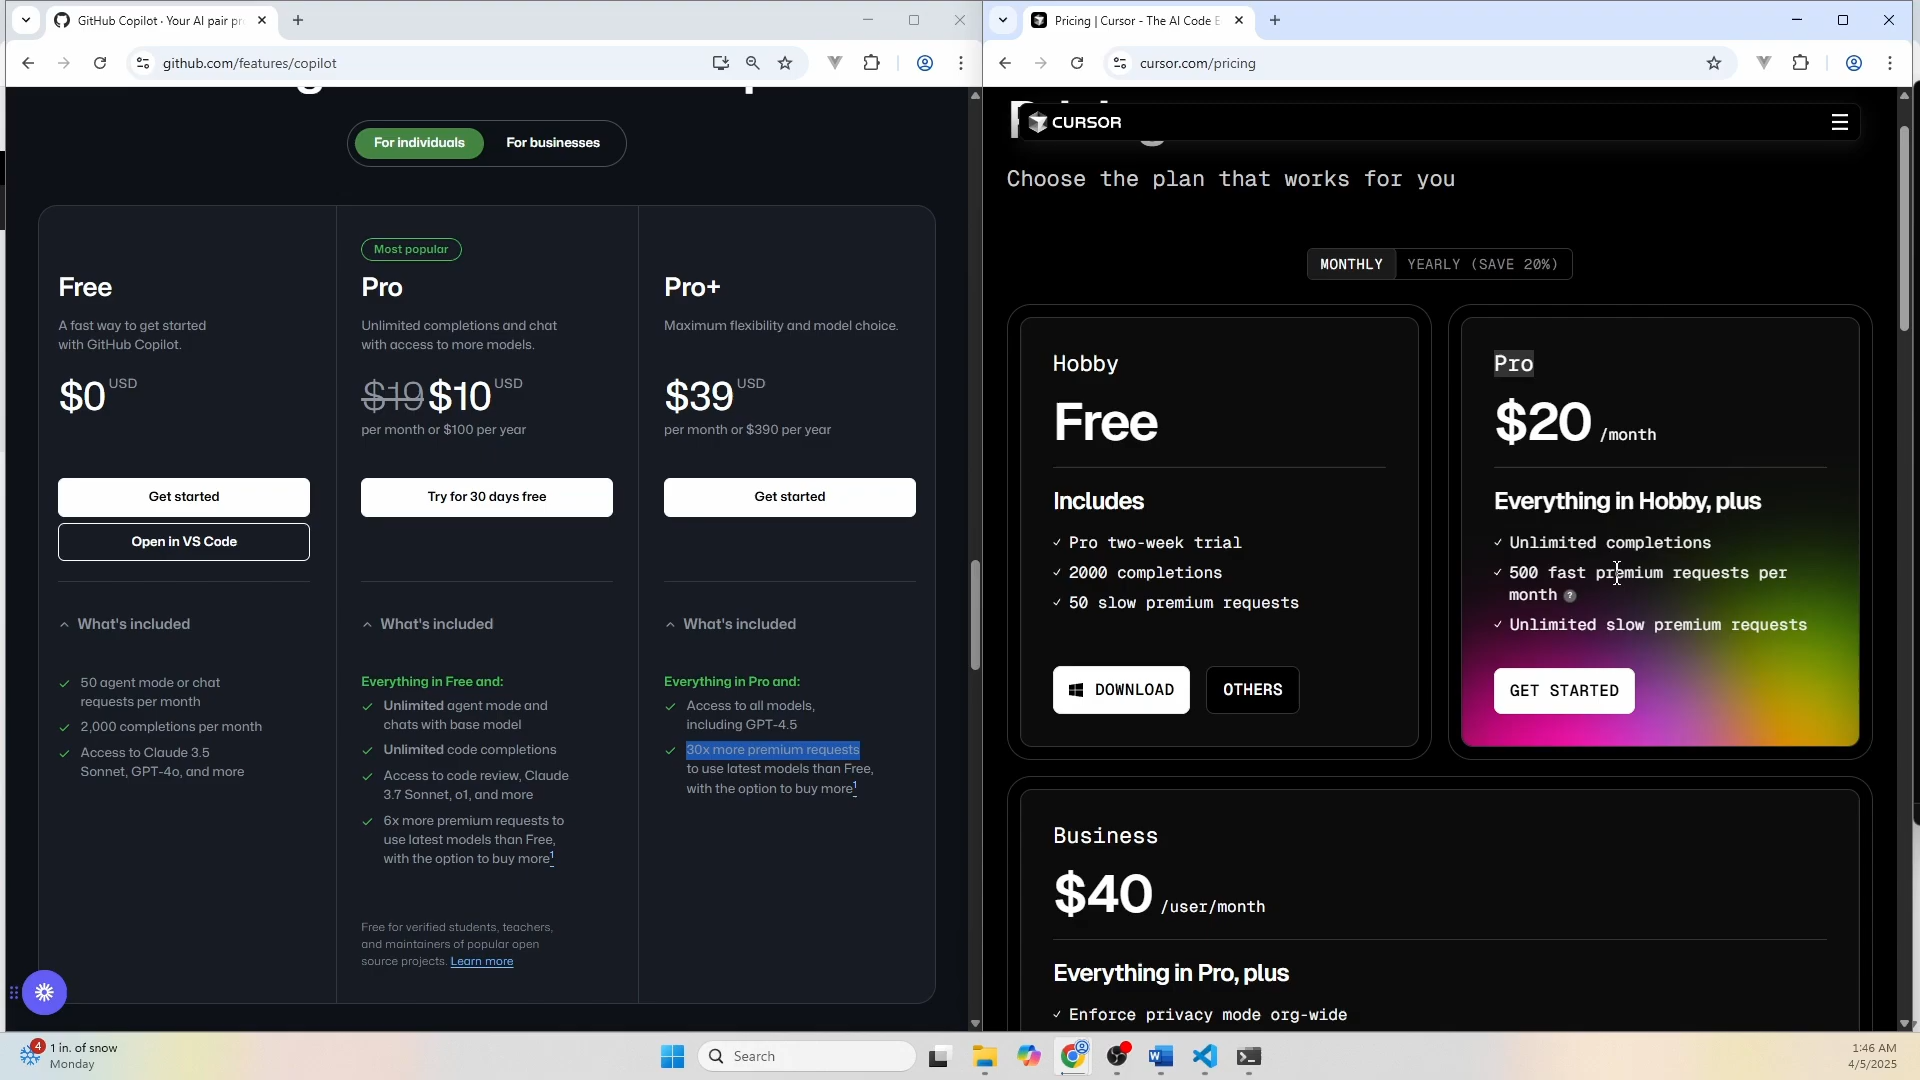 GitHub Copilot · Your AI pair pr
github.com/features/copilot
For individuals
For businesses
Free
A fast way to get started
with GitHub Copilot.
$0 USD
Get started
Open in VS Code
What's included
50 agent mode or chat
requests per month
2,000 completions per month
Access to Claude 3.5
Sonnet, GPT-4o, and more
Most popular
Pro
Unlimited completions and chat
with access to more models.
$19 $10 USD
per month or $100 per year
Try for 30 days free
What's included
Everything in Free and:
Unlimited agent mode and
chats with base model
Unlimited code completions
Access to code review, Claude
3.7 Sonnet, o1, and more
6x more premium requests to
use latest models than Free,
with the option to buy more1
Free for verified students, teachers,
and maintainers of popular open
source projects. Learn more
Pro+
Maximum flexibility and model choice.
$39 USD
per month or $390 per year
Get started
What's included
Everything in Pro and:
Access to all models,
including GPT-4.5
30x more premium requests
to use latest models than Free,
with the option to buy more1
Pricing | Cursor - The AI Code E
cursor.com/pricing
CURSOR
Choose the plan that works for you
MONTHLY YEARLY (SAVE 20%)
Hobby
Free
Includes
Pro two-week trial
2000 completions
50 slow premium requests
DOWNLOAD
OTHERS
Pro
$20 /month
Everything in Hobby, plus
Unlimited completions
500 fast premium requests per
month ?
Unlimited slow premium requests
GET STARTED
Business
$40 /user/month
Everything in Pro, plus
Enforce privacy mode org-wide
4
1 in. of snow
Monday
Search
1:46 AM
4/5/2025